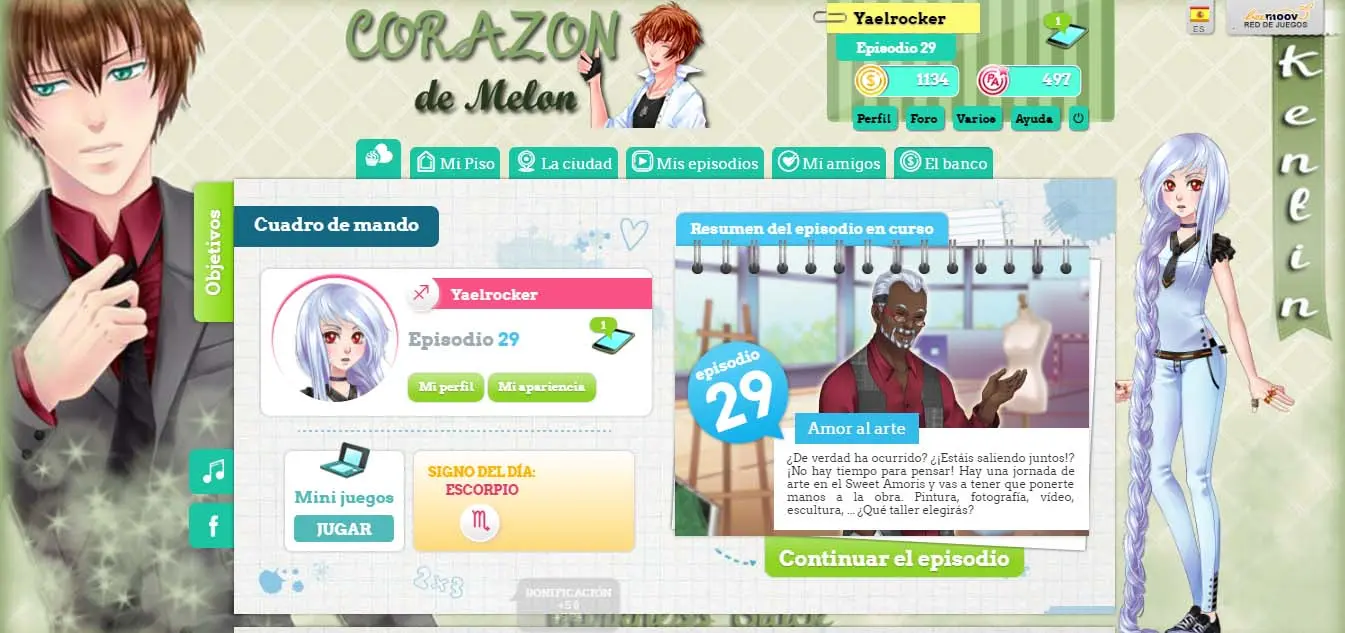 CORAZON
de Melon
Yaelrocker
1
Episodio 29
1134
PA
497
Perfil
Foro
Varios
Ayuda
ES
beemoov
RED DE JUEGOS
Kenlein
Mi Piso
La ciudad
Mis episodios
Mi amigos
El banco
Objetivos
Cuadro de mando
Yaelrocker
Episodio 29
1
Mi perfil
Mi apariencia
Mini juegos
JUGAR
SIGNO DEL DÍA:
ESCORPIO
2x3
BONIFICACIÓN
Resumen del episodio en curso
episodio
29
Amor al arte
¿De verdad ha ocurrido? ¿¡Estáis saliendo juntos!?
¡No hay tiempo para pensar! Hay una jornada de
arte en el Sweet Amoris y vas a tener que ponerte
manos a la obra. Pintura, fotografía, vídeo,
escultura, ... ¿Qué taller elegirás?
Continuar el episodio